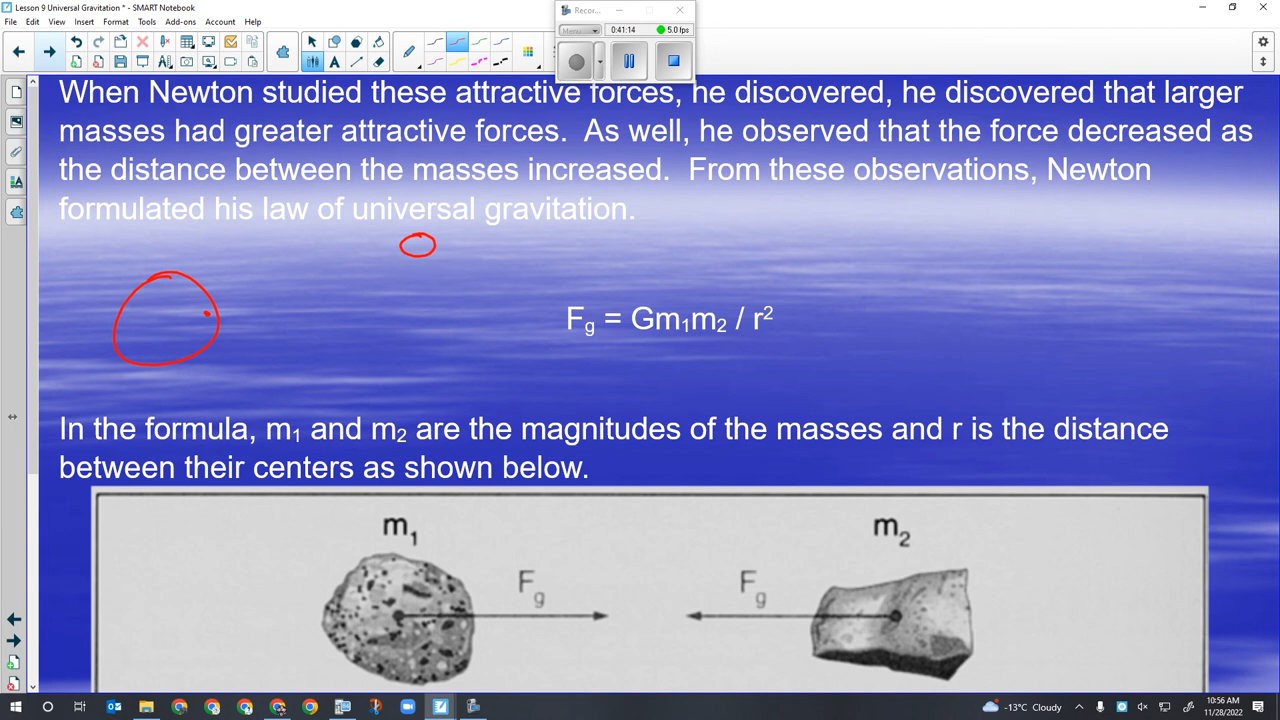 Lesson 9 Universal Gravitation * - SMART Notebook
Recor...
File Edit View Insert Format Tools Add-ons Account Help
Menu 0:41:14 5.0 fps
When Newton studied these attractive forces, he discovered, he discovered that larger
masses had greater attractive forces. As well, he observed that the force decreased as
the distance between the masses increased. From these observations, Newton
formulated his law of universal gravitation.
F₉ = Gm₁m₂ / r²
In the formula, m₁ and m₂ are the magnitudes of the masses and r is the distance
between their centers as shown below.
m₁ m₂
Fg Fg
-13°C Cloudy
10:56 AM
11/28/2022